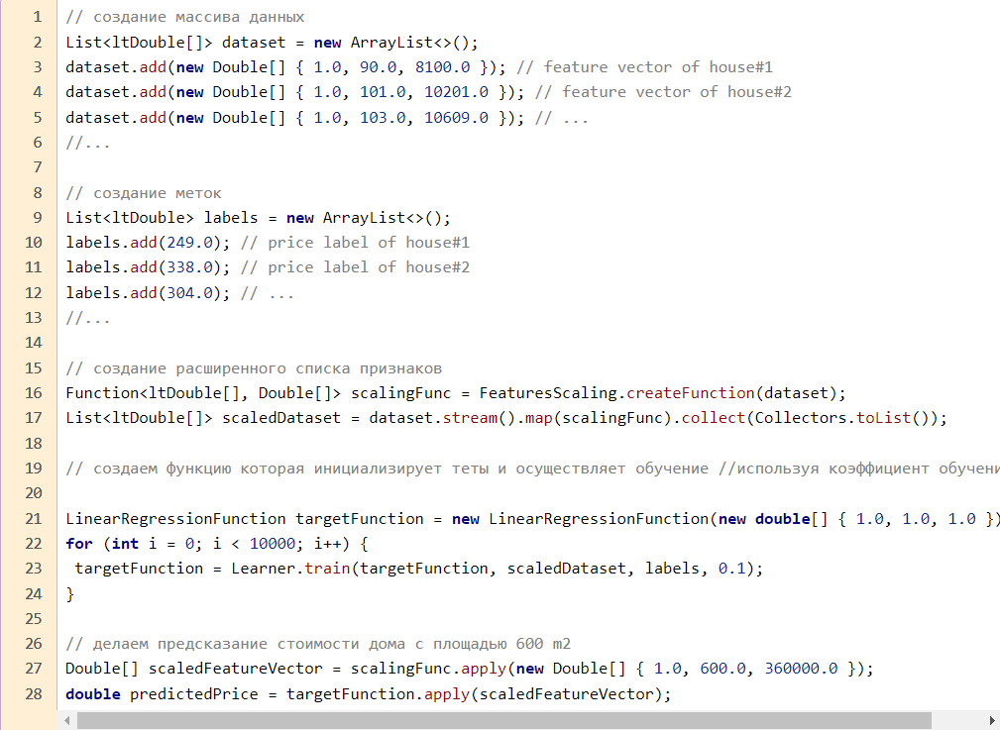 1 // создание массива данных
2 List<ltDouble[]> dataset = new ArrayList<>();
3 dataset.add(new Double[] { 1.0, 90.0, 8100.0 }); // feature vector of house#1
4 dataset.add(new Double[] { 1.0, 101.0, 10201.0 }); // feature vector of house#2
5 dataset.add(new Double[] { 1.0, 103.0, 10609.0 }); // ...
6 //...
7
8 // создание меток
9 List<ltDouble> labels = new ArrayList<>();
10 labels.add(249.0); // price label of house#1
11 labels.add(338.0); // price label of house#2
12 labels.add(304.0); // ...
13 //...
14
15 // создание расширенного списка признаков
16 Function<ltDouble[], Double[]> scalingFunc = FeaturesScaling.createFunction(dataset);
17 List<ltDouble[]> scaledDataset = dataset.stream().map(scalingFunc).collect(Collectors.toList());
18
19 // создаем функцию которая инициализирует теты и осуществляет обучение //используя коэффициент обучени
20
21 LinearRegressionFunction targetFunction = new LinearRegressionFunction(new double[] { 1.0, 1.0, 1.0 })
22 for (int i = 0; i < 10000; i++) {
23 targetFunction = Learner.train(targetFunction, scaledDataset, labels, 0.1);
24 }
25
26 // делаем предсказание стоимости дома с площадью 600 m2
27 Double[] scaledFeatureVector = scalingFunc.apply(new Double[] { 1.0, 600.0, 360000.0 });
28 double predictedPrice = targetFunction.apply(scaledFeatureVector);